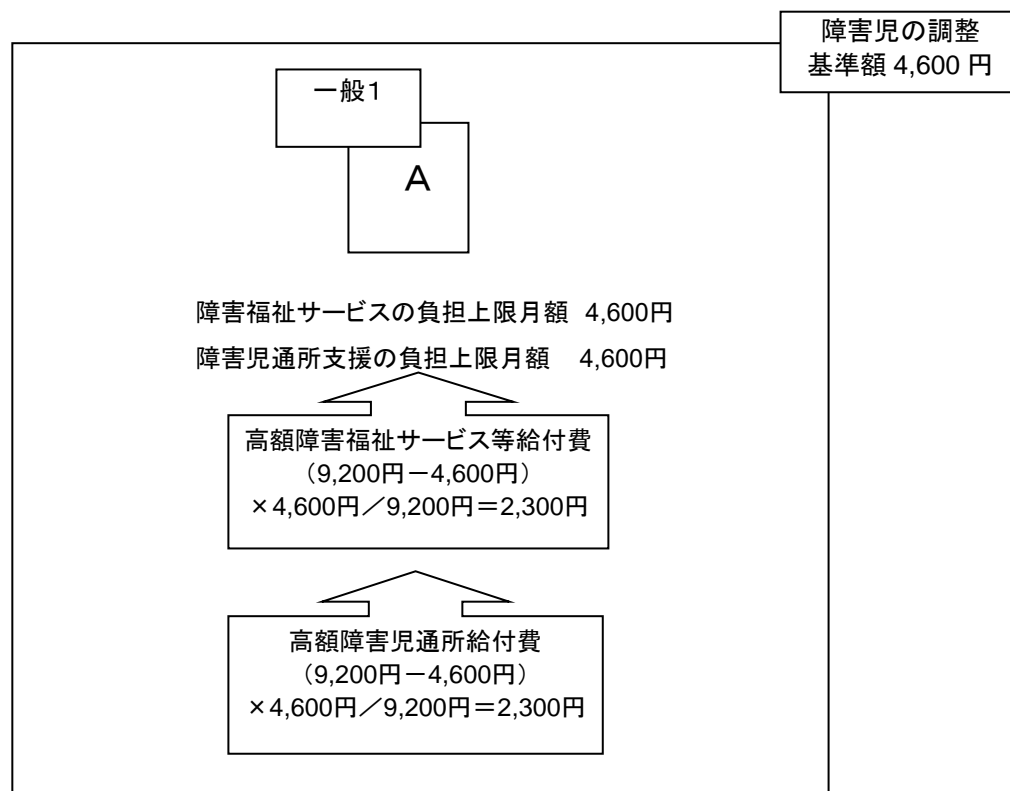 障害児の調整
基準額 4,600 円
一般1
A
障害福祉サービスの負担上限月額 4,600円
障害児通所支援の負担上限月額 4,600円
高額障害福祉サービス等給付費
（9,200円－4,600円）
×4,600円／9,200円＝2,300円
高額障害児通所給付費
（9,200円－4,600円）
×4,600円／9,200円＝2,300円